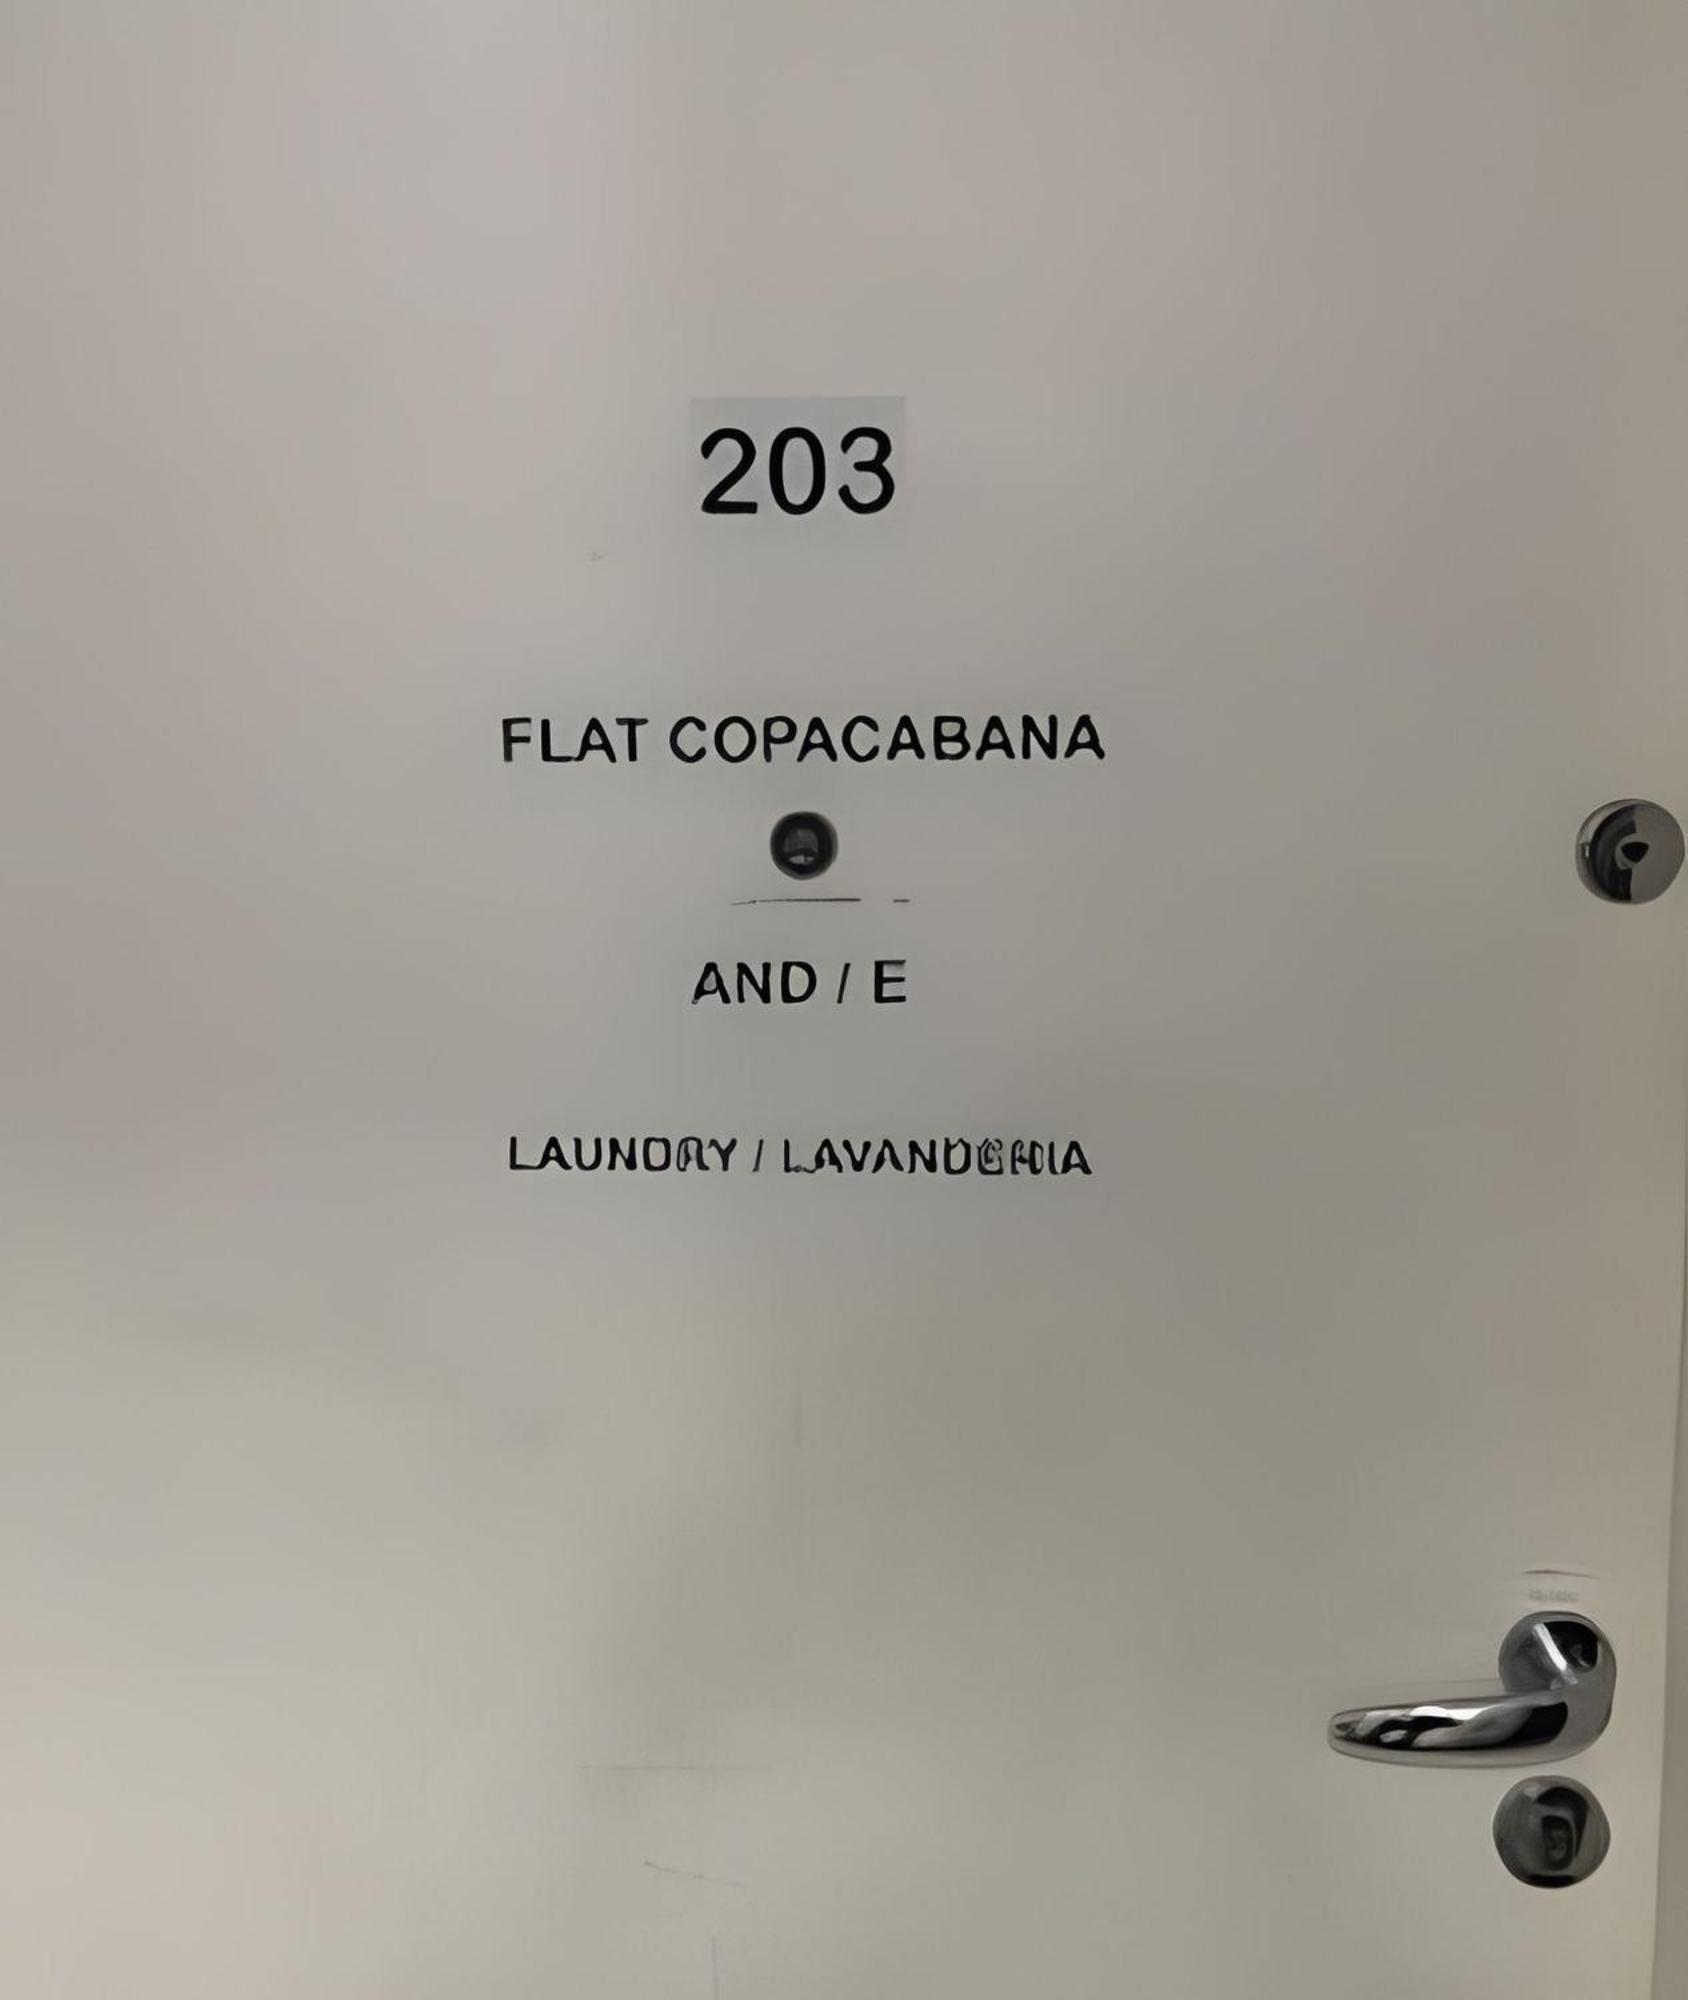 203
FLAT COPACABANA
AND / E
LAUNDRY /